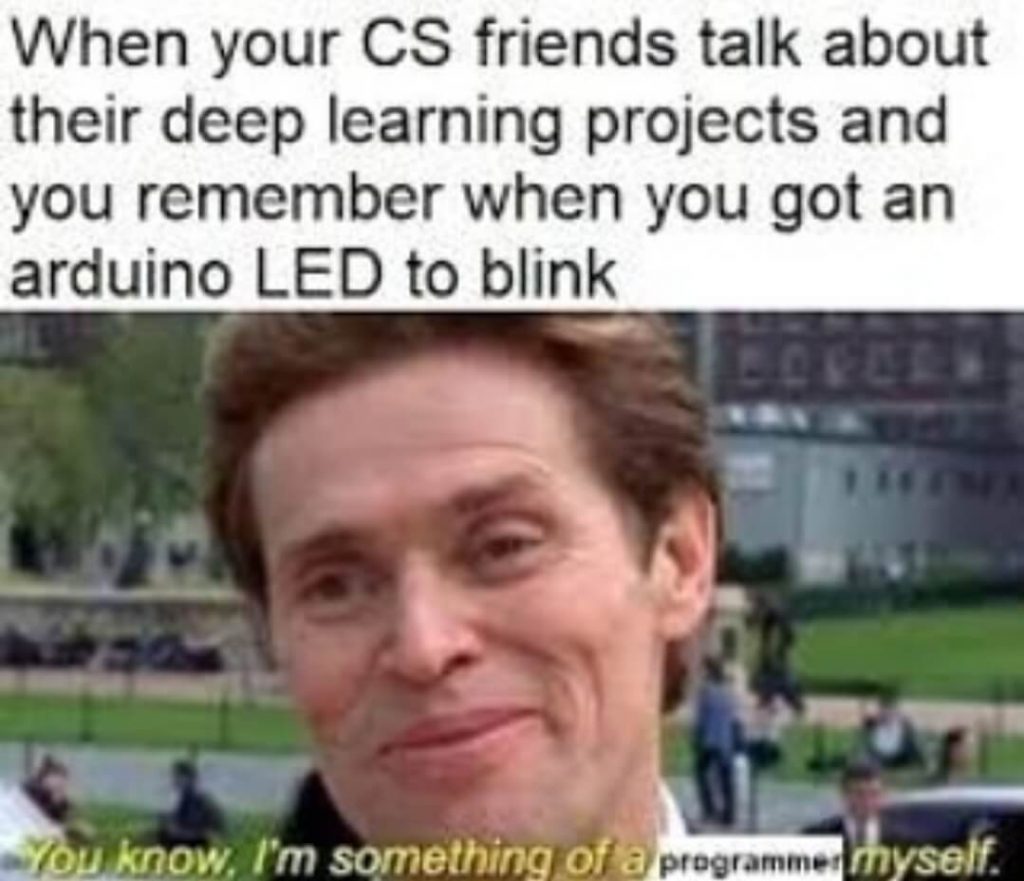 When your CS friends talk about
their deep learning projects and
you remember when you got an
arduino LED to blink
You know, I'm something of a programmer myself.